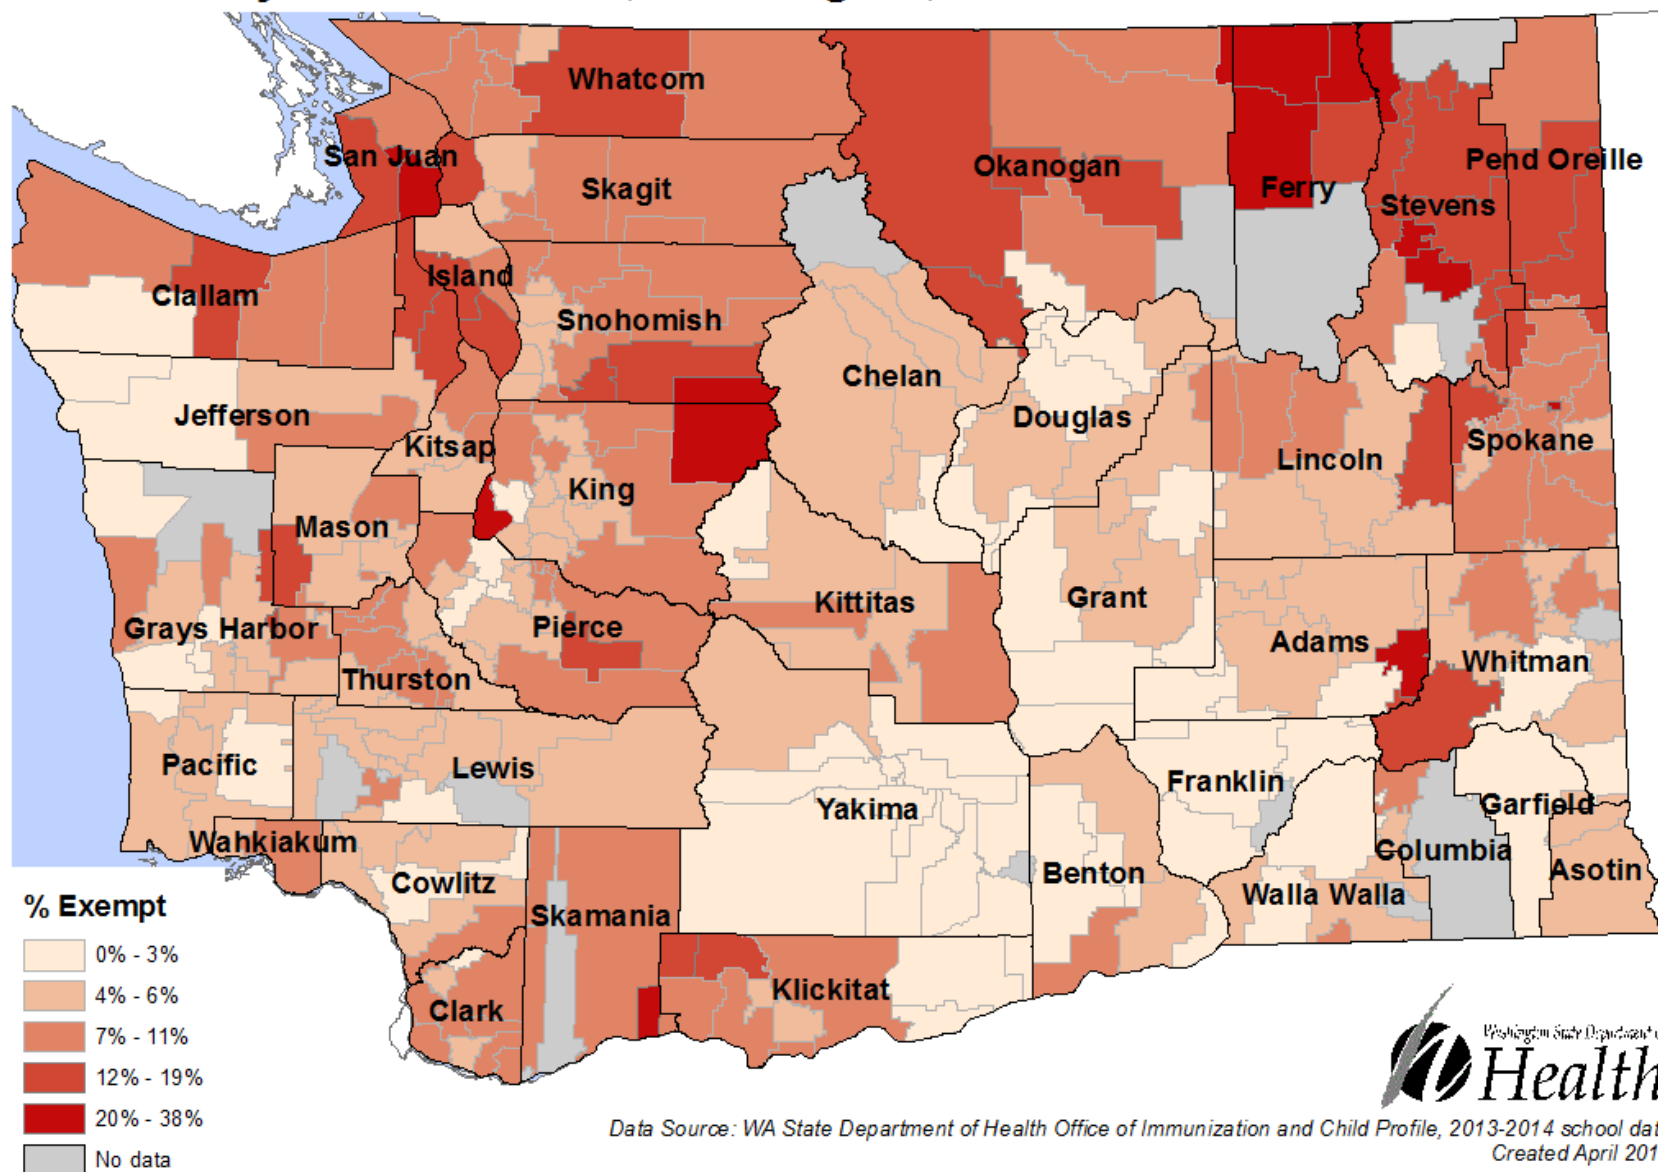 Whatcom
San Juan
Skagit
Okanogan
Ferry
Stevens
Pend Oreille
Clallam
Island
Snohomish
Chelan
Douglas
Jefferson
Kitsap
King
Lincoln
Spokane
Mason
Grays Harbor
Thurston
Pierce
Kittitas
Grant
Adams
Whitman
Pacific
Lewis
Yakima
Franklin
Garfield
Wahkiakum
Cowlitz
Benton
Walla Walla
Columbia
Asotin
Skamania
Clark
Klickitat
% Exempt
0% - 3%
4% - 6%
7% - 11%
12% - 19%
20% - 38%
No data
Washington State Department
Health
Data Source: WA State Department of Health Office of Immunization and Child Profile, 2013-2014 school dat
Created April 201